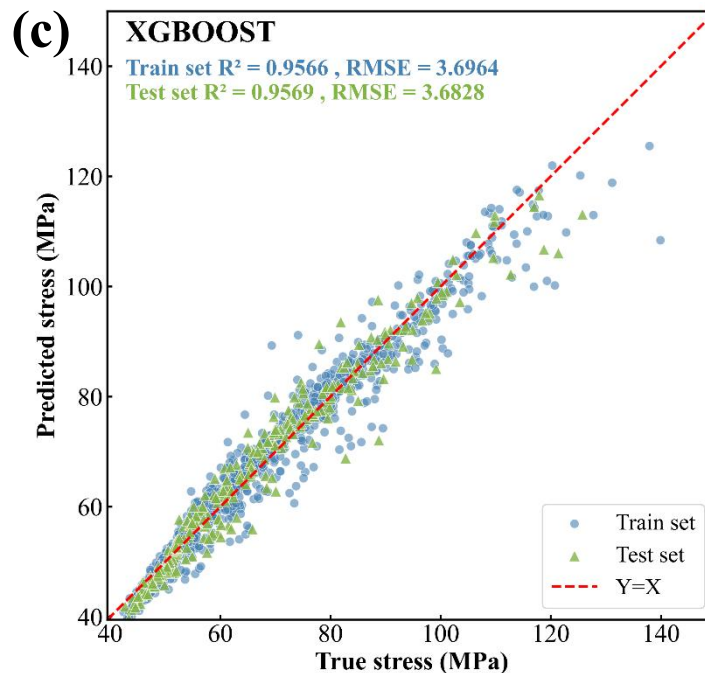 (c)
XGBOOST
Train set R² = 0.9566 , RMSE = 3.6964
Test set R² = 0.9569 , RMSE = 3.6828
140
120
100
80
60
40
Predicted stress (MPa)
Train set
Test set
Y=X
40 60 80 100 120 140
True stress (MPa)